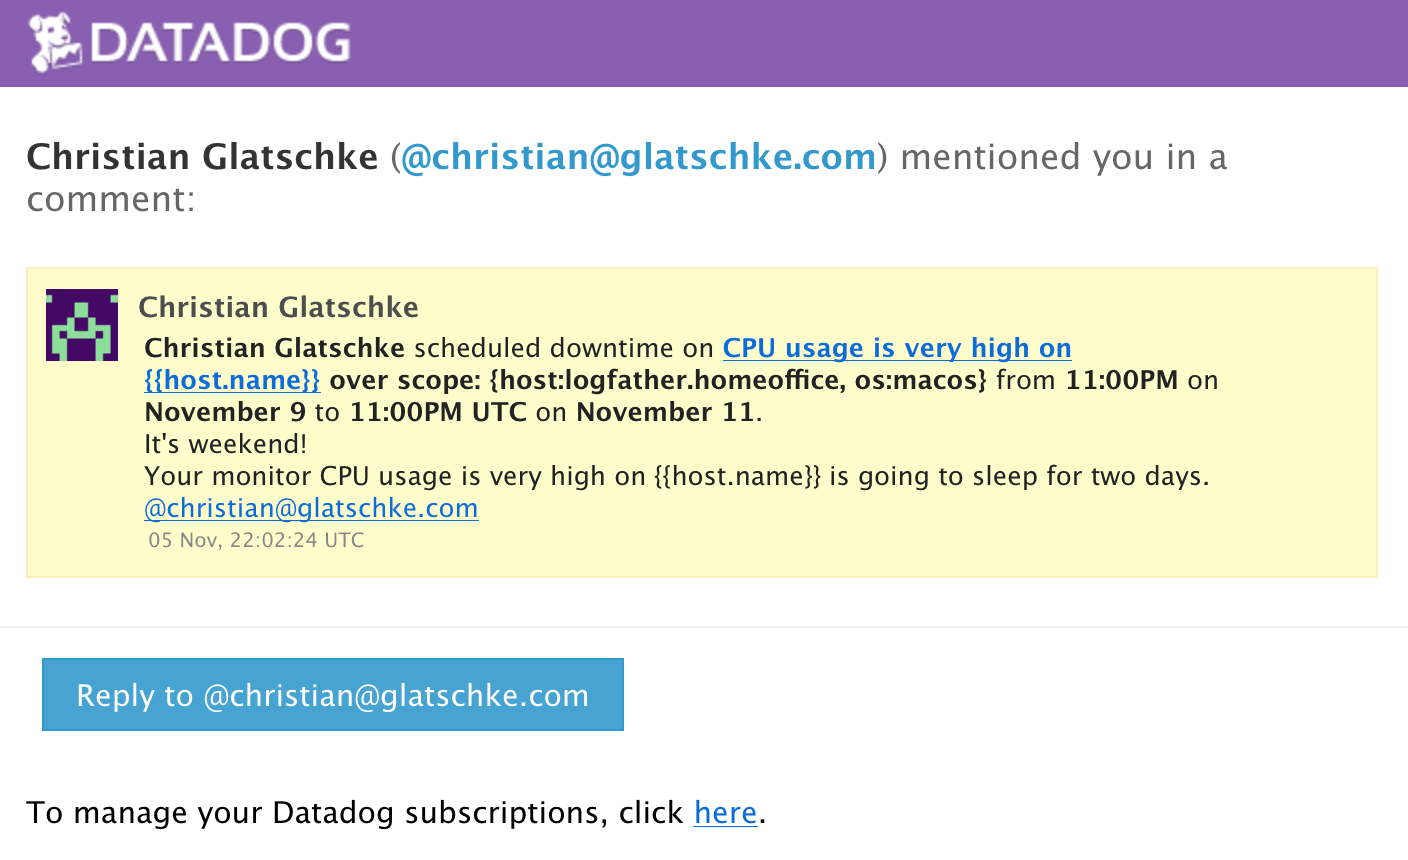 DATADOG
Christian Glatschke (@christian@glatschke.com) mentioned you in a
comment:
Christian Glatschke
Christian Glatschke scheduled downtime on CPU usage is very high on
{{host.name}} over scope: {host:logfather.homeoffice, os:macos} from 11:00PM on
November 9 to 11:00PM UTC on November 11.
It's weekend!
Your monitor CPU usage is very high on {{host.name}} is going to sleep for two days.
@christian@glatschke.com
05 Nov, 22:02:24 UTC
Reply to @christian@glatschke.com
To manage your Datadog subscriptions, click here.